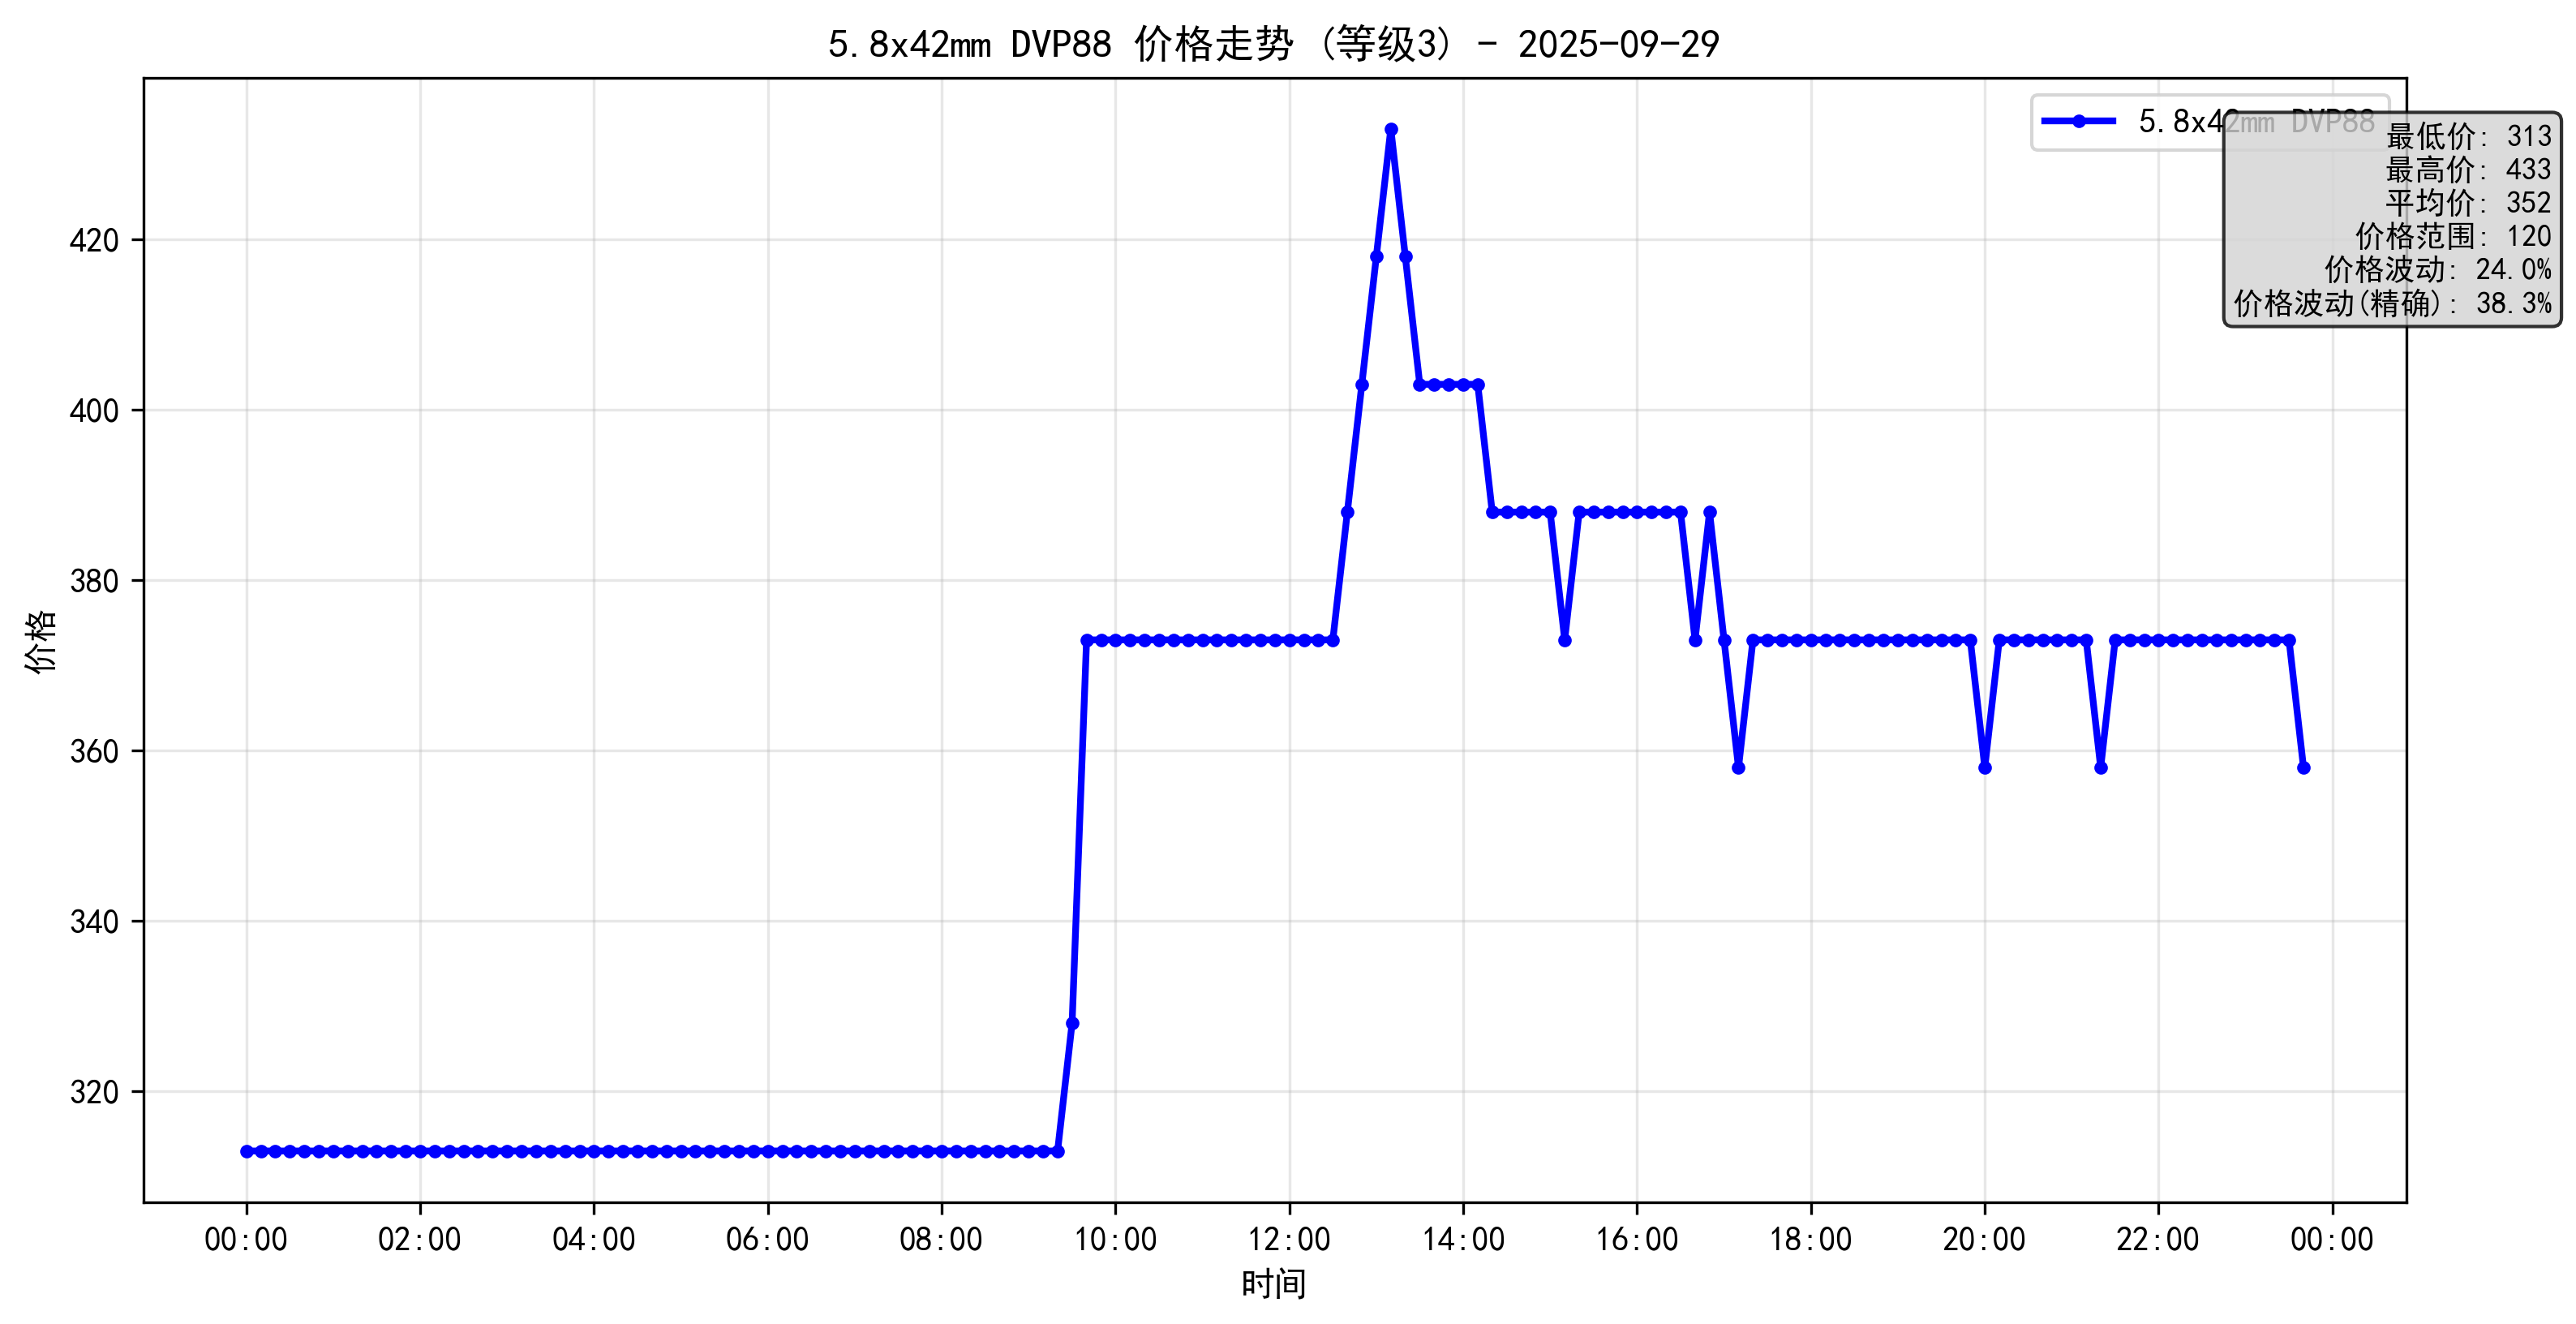 5.8x42mm DVP88 价格走势 (等级3) - 2025-09-29
5.8x42mm DVP88
最低价: 313
最高价: 433
平均价: 352
价格范围: 120
价格波动: 24.0%
价格波动(精确): 38.3%
价格
420
400
380
360
340
320
00:00 02:00 04:00 06:00 08:00 10:00 12:00 14:00 16:00 18:00 20:00 22:00 00:00
时间